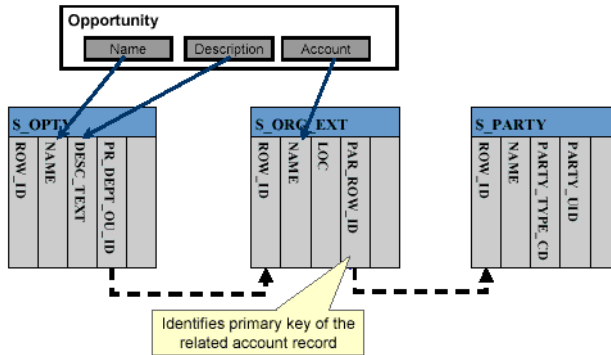 Opportunity
Name
Description
Account
S_OPTY
ROW_ID
NAME
DESC_TEXT
PR_DEPT_OU_ID
S_ORG_EXT
ROW_ID
NAME
LOC
PAR_ROW_ID
S_PARTY
ROW_ID
NAME
PARTY_TYPE_CD
PARTY_UID
Identifies primary key of the
related account record